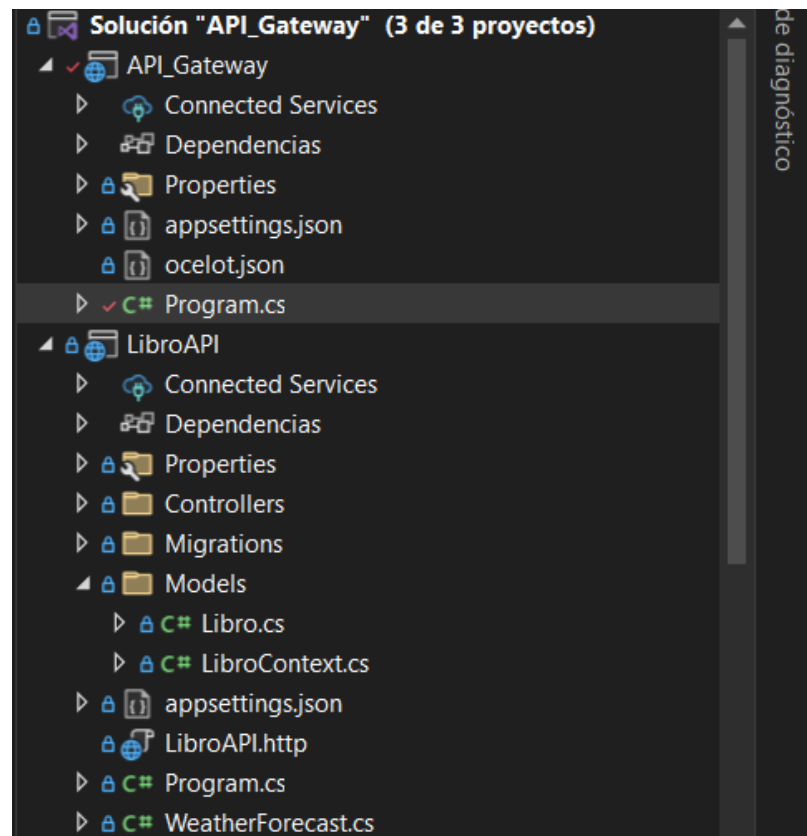 Solución "API_Gateway" (3 de 3 proyectos)
API_Gateway
Connected Services
Dependencias
Properties
appsettings.json
ocelot.json
C# Program.cs
LibroAPI
Connected Services
Dependencias
Properties
Controllers
Migrations
Models
C# Libro.cs
C# LibroContext.cs
appsettings.json
LibroAPI.http
C# Program.cs
C# WeatherForecast.cs
de diagnóstico